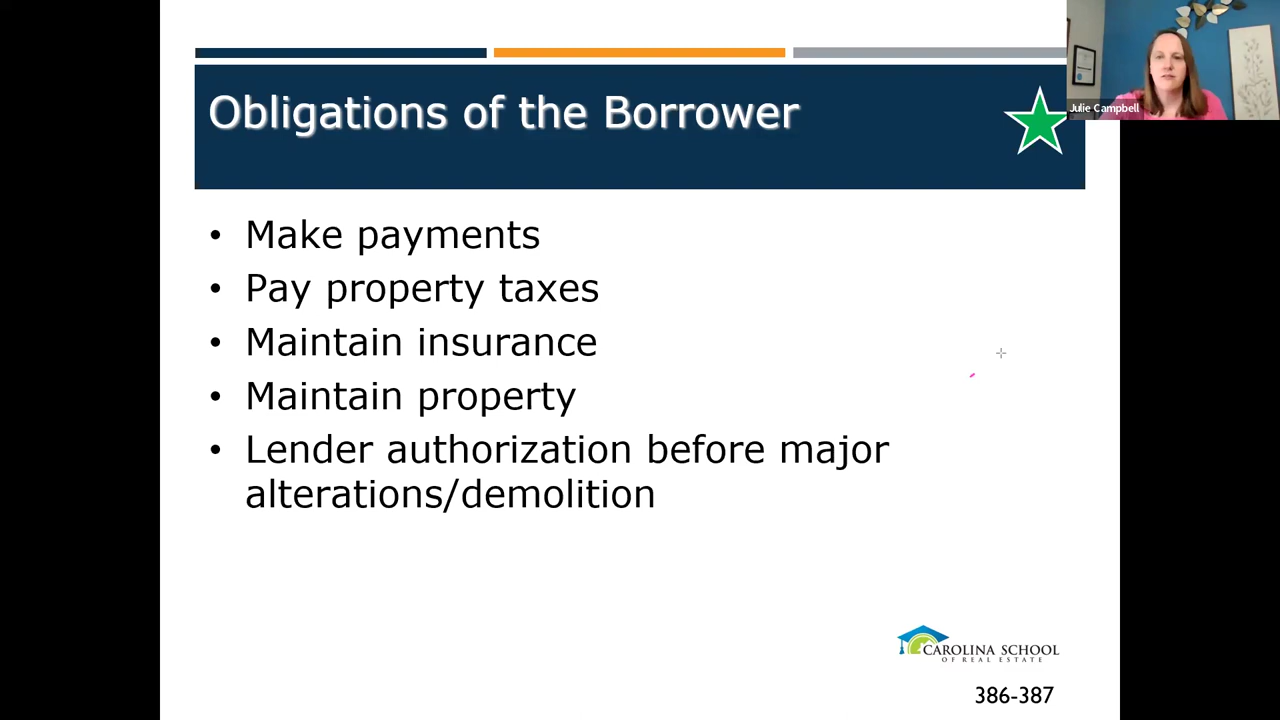 Obligations of the Borrower
Julie Campbell
• Make payments
• Pay property taxes
• Maintain insurance
• Maintain property
• Lender authorization before major
alterations/demolition
CAROLINA SCHOOL
OF REAL ESTATE
386-387